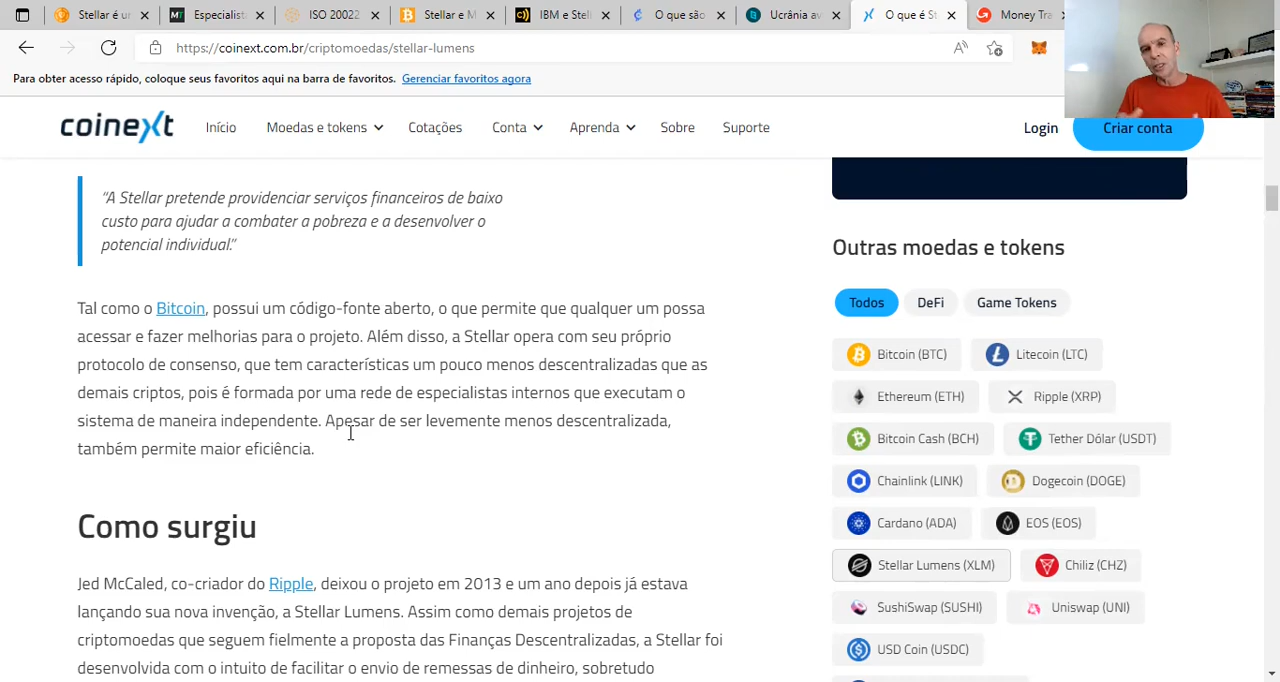 Stellar é un
Especialist
ISO 20022
Stellar e M
IBM e Stel
O que são
Ucrânia av
O que é St
Money Tra
https://coinext.com.br/criptomoedas/stellar-lumens
Para obter acesso rápido, coloque seus favoritos aqui na barra de favoritos. Gerenciar favoritos agora
coinext
Início
Moedas e tokens
Cotações
Conta
Aprenda
Sobre
Suporte
Login
Criar conta
“A Stellar pretende providenciar serviços financeiros de baixo
custo para ajudar a combater a pobreza e a desenvolver o
potencial individual.”
Tal como o Bitcoin, possui um código-fonte aberto, o que permite que qualquer um possa
acessar e fazer melhorias para o projeto. Além disso, a Stellar opera com seu próprio
protocolo de consenso, que tem características um pouco menos descentralizadas que as
demais criptos, pois é formada por uma rede de especialistas internos que executam o
sistema de maneira independente. Apesar de ser levemente menos descentralizada,
também permite maior eficiência.
Como surgiu
Jed McCaled, co-criador do Ripple, deixou o projeto em 2013 e um ano depois já estava
lançando sua nova invenção, a Stellar Lumens. Assim como demais projetos de
criptomoedas que seguem fielmente a proposta das Finanças Descentralizadas, a Stellar foi
desenvolvida com o intuito de facilitar o envio de remessas de dinheiro, sobretudo
Outras moedas e tokens
Todos
DeFi
Game Tokens
Bitcoin (BTC)
Litecoin (LTC)
Ethereum (ETH)
Ripple (XRP)
Bitcoin Cash (BCH)
Tether Dólar (USDT)
Chainlink (LINK)
Dogecoin (DOGE)
Cardano (ADA)
EOS (EOS)
Stellar Lumens (XLM)
Chiliz (CHZ)
SushiSwap (SUSHI)
Uniswap (UNI)
USD Coin (USDC)